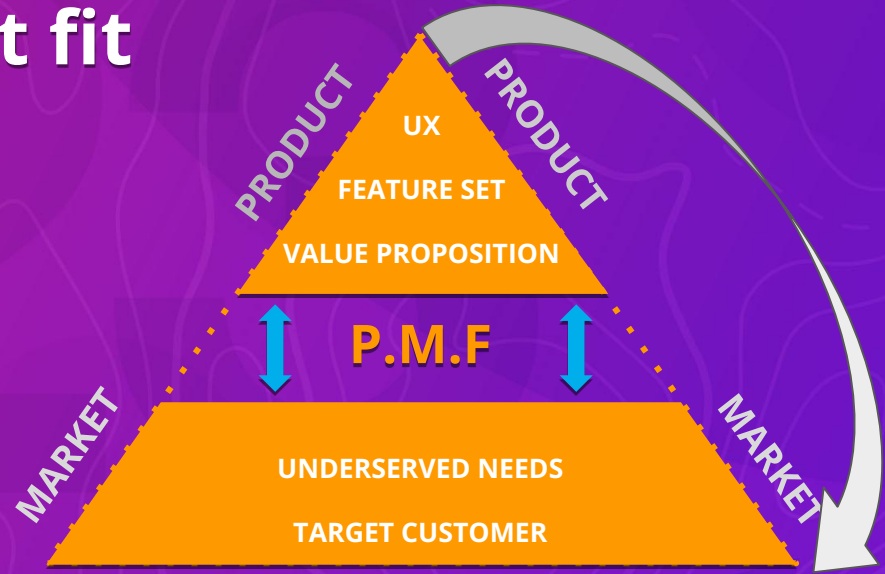 t fit
PRODUCT
PRODUCT
UX
FEATURE SET
VALUE PROPOSITION
P.M.F
MARKET
MARKET
UNDERSERVED NEEDS
TARGET CUSTOMER